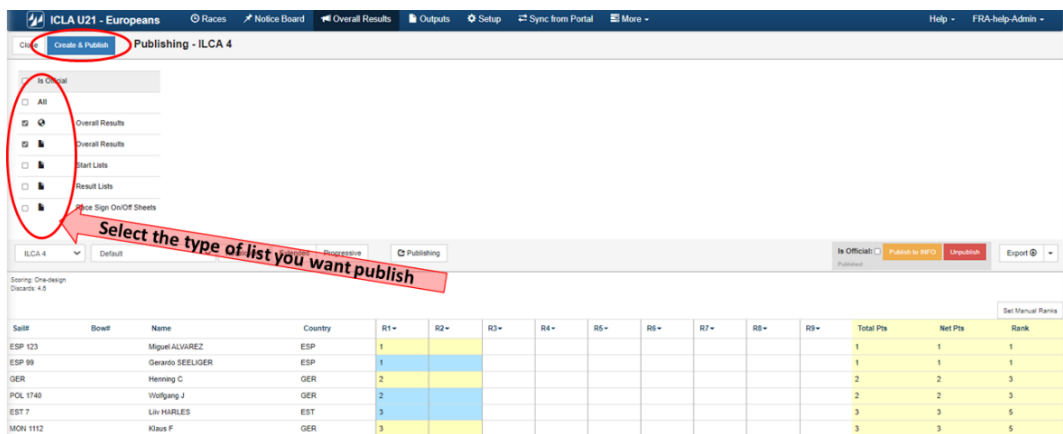 ICLA U21 - Europeans Races Notice Board Overall Results Outputs Setup Sync from Portal More Help FRA-help-Admin
Close Create & Publish Publishing - ILCA 4
Is Official
All
Overall Results
Overall Results
Start Lists
Result Lists
Race Sign On/Off Sheets
Select the type of list you want publish
ILCA 4 Default Extended Progressive Publishing Is Official: Publish to INFO Unpublish Export
Published:
Scoring: One-design
Discards: 4,8
Set Manual Ranks
Sail# Bow# Name Country R1 R2 R3 R4 R5 R6 R7 R8 R9 Total Pts Net Pts Rank
ESP 123 Miguel ALVAREZ ESP 1 1 1 1
ESP 99 Gerardo SEELIGER ESP 1 1 1 1
GER Henning C GER 2 2 2 3
POL 1740 Wolfgang J GER 2 2 2 3
EST 7 Liiv HARLES EST 3 3 3 5
MON 1112 Klaus F GER 3 3 3 5